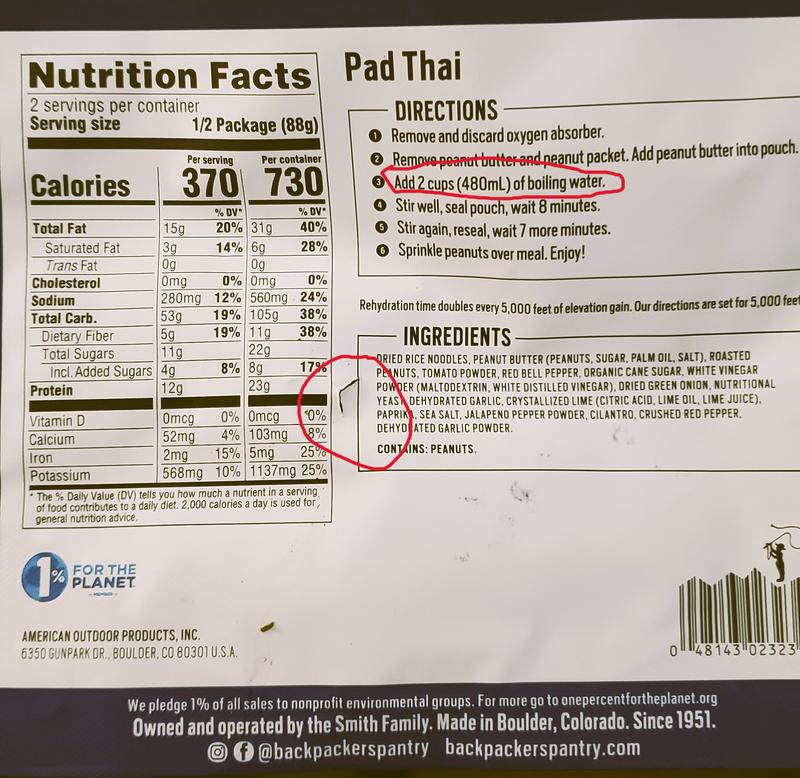 Nutrition Facts
2 servings per container
Serving size 1/2 Package (88g)
Per serving Per container
Calories 370 730
% DV* % DV*
Total Fat 15g 20% 31g 40%
Saturated Fat 3g 14% 6g 28%
Trans Fat 0g 0g
Cholesterol 0mg 0% 0mg 0%
Sodium 280mg 12% 560mg 24%
Total Carb. 53g 19% 105g 38%
Dietary Fiber 5g 19% 11g 38%
Total Sugars 11g 22g
Incl. Added Sugars 4g 8% 8g 17%
Protein 12g 23g
Vitamin D 0mcg 0% 0mcg 0%
Calcium 52mg 4% 103mg 8%
Iron 2mg 15% 5mg 25%
Potassium 568mg 10% 1137mg 25%
* The % Daily Value (DV) tells you how much a nutrient in a serving
of food contributes to a daily diet. 2,000 calories a day is used for
general nutrition advice.
Pad Thai
DIRECTIONS
1 Remove and discard oxygen absorber.
2 Remove peanut butter and peanut packet. Add peanut butter into pouch.
3 Add 2 cups (480mL) of boiling water.
4 Stir well, seal pouch, wait 8 minutes.
5 Stir again, reseal, wait 7 more minutes.
6 Sprinkle peanuts over meal. Enjoy!
Rehydration time doubles every 5,000 feet of elevation gain. Our directions are set for 5,000 feet
INGREDIENTS
DRIED RICE NOODLES, PEANUT BUTTER (PEANUTS, SUGAR, PALM OIL, SALT), ROASTED
PEANUTS, TOMATO POWDER, RED BELL PEPPER, ORGANIC CANE SUGAR, WHITE VINEGAR
POWDER (MALTODEXTRIN, WHITE DISTILLED VINEGAR), DRIED GREEN ONION, NUTRITIONAL
YEAST, DEHYDRATED GARLIC, CRYSTALLIZED LIME (CITRIC ACID, LIME OIL, LIME JUICE).
PAPRIKA, SEA SALT, JALAPENO PEPPER POWDER, CILANTRO, CRUSHED RED PEPPER,
DEHYDRATED GARLIC POWDER.
CONTAINS: PEANUTS.
1% FOR THE
PLANET
MEMBER
AMERICAN OUTDOOR PRODUCTS, INC.
6350 GUNPARK DR., BOULDER, CO 80301 U.S.A.
0 48143 02323
We pledge 1% of all sales to nonprofit environmental groups. For more go to onepercentfortheplanet.org
Owned and operated by the Smith Family. Made in Boulder, Colorado. Since 1951.
@backpackerspantry backpackerspantry.com